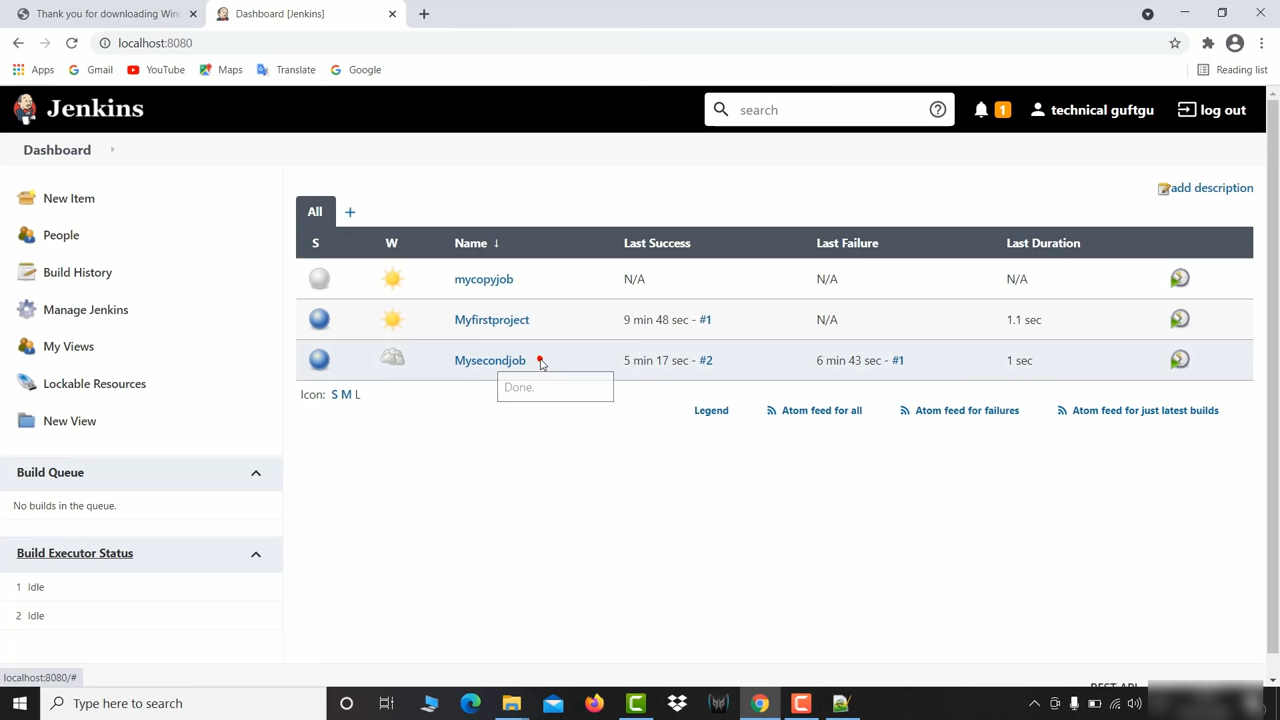 Thank you for downloading Win
Dashboard [Jenkins]
localhost:8080
Apps
Gmail
YouTube
Maps
Translate
Google
Reading list
Jenkins
search
1
technical guftgu
log out
Dashboard
New Item
People
Build History
Manage Jenkins
My Views
Lockable Resources
New View
Build Queue
No builds in the queue.
Build Executor Status
1 Idle
2 Idle
add description
All +
S W Name ↓ Last Success Last Failure Last Duration
mycopyjob N/A N/A N/A
Myfirstproject 9 min 48 sec - #1 N/A 1.1 sec
Mysecondjob 5 min 17 sec - #2 6 min 43 sec - #1 1 sec
Done.
Icon: S M L
Legend Atom feed for all Atom feed for failures Atom feed for just latest builds
localhost:8080/#
REST API
Type here to search